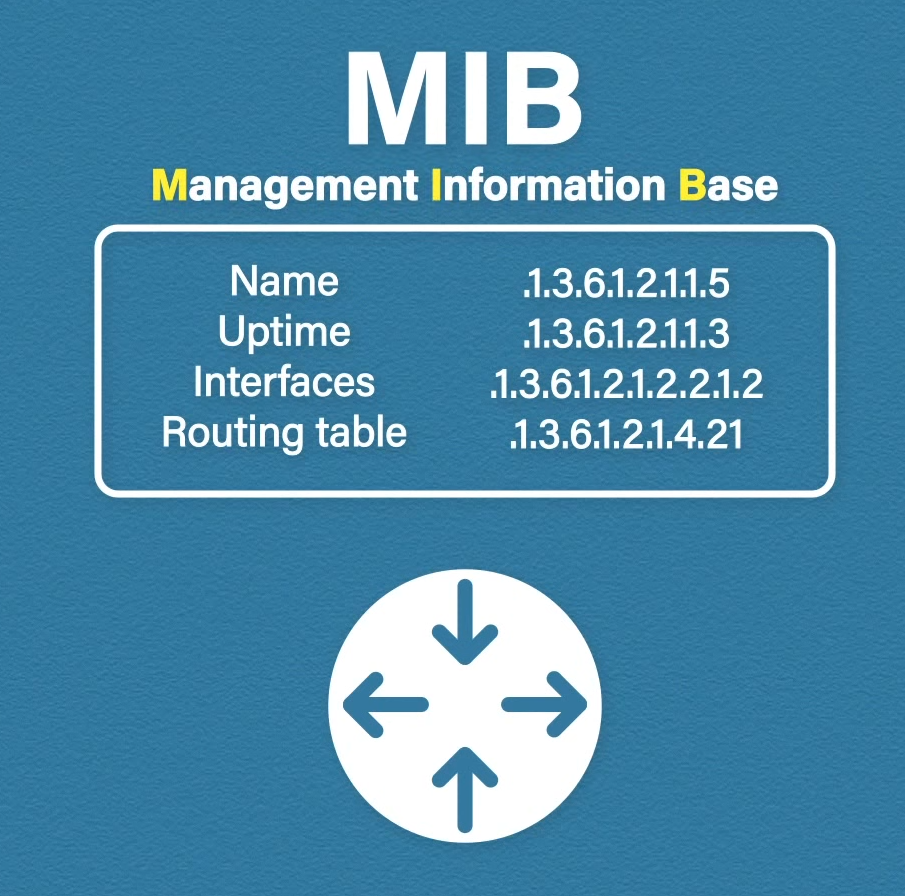 MIB
Management Information Base
Name .1.3.6.1.2.1.1.5
Uptime .1.3.6.1.2.1.1.3
Interfaces .1.3.6.1.2.1.2.2.1.2
Routing table .1.3.6.1.2.1.4.21